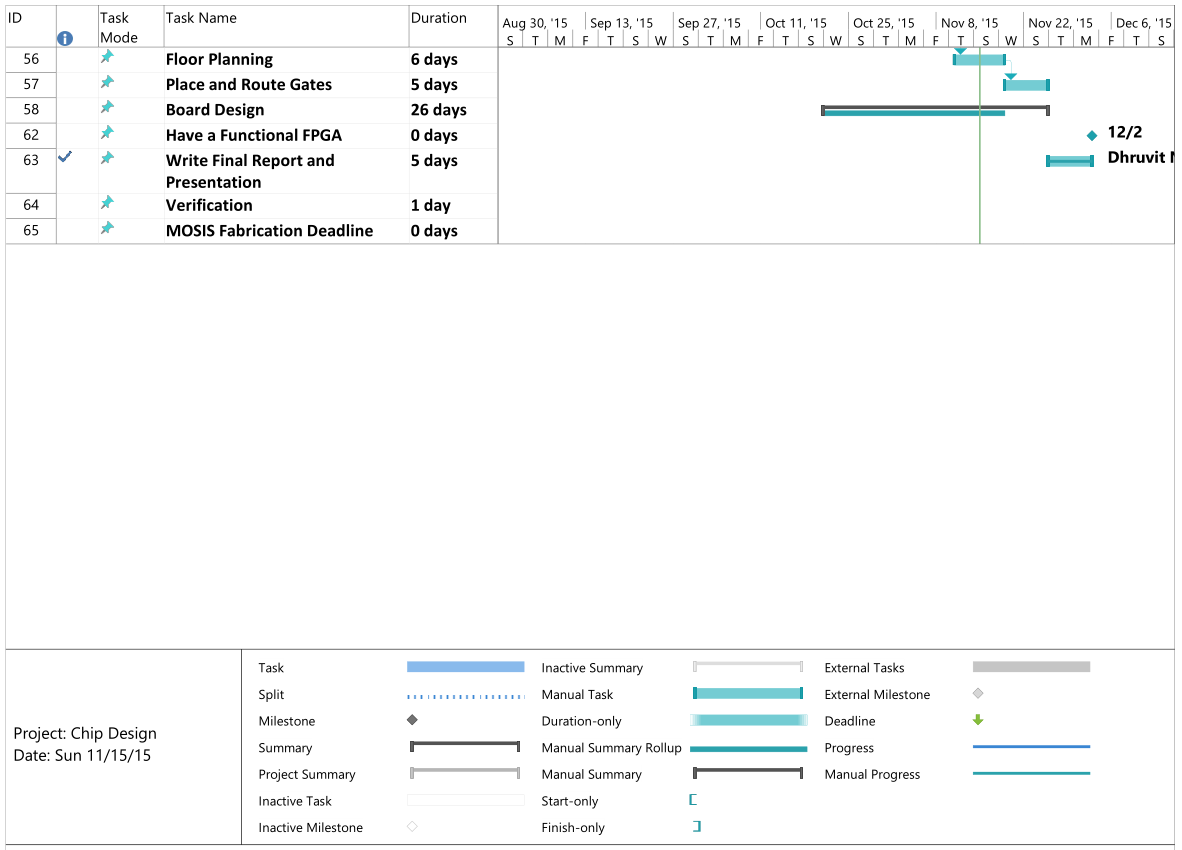 ID Task Mode Task Name Duration
Aug 30, '15 Sep 13, '15 Sep 27, '15 Oct 11, '15 Oct 25, '15 Nov 8, '15 Nov 22, '15 Dec 6, '15
S T M F S W S T M F S W S T M F S W S T M F S
56 Floor Planning 6 days
57 Place and Route Gates 5 days
58 Board Design 26 days
62 Have a Functional FPGA 0 days 12/2
63 Write Final Report and 5 days Dhruvit
Presentation
64 Verification 1 day
65 MOSIS Fabrication Deadline 0 days
Project: Chip Design
Date: Sun 11/15/15
Task
Split
Milestone
Summary
Project Summary
Inactive Task
Inactive Milestone
Inactive Summary
Manual Task
Duration-only
Manual Summary Rollup
Manual Summary
Start-only
Finish-only
External Tasks
External Milestone
Deadline
Progress
Manual Progress